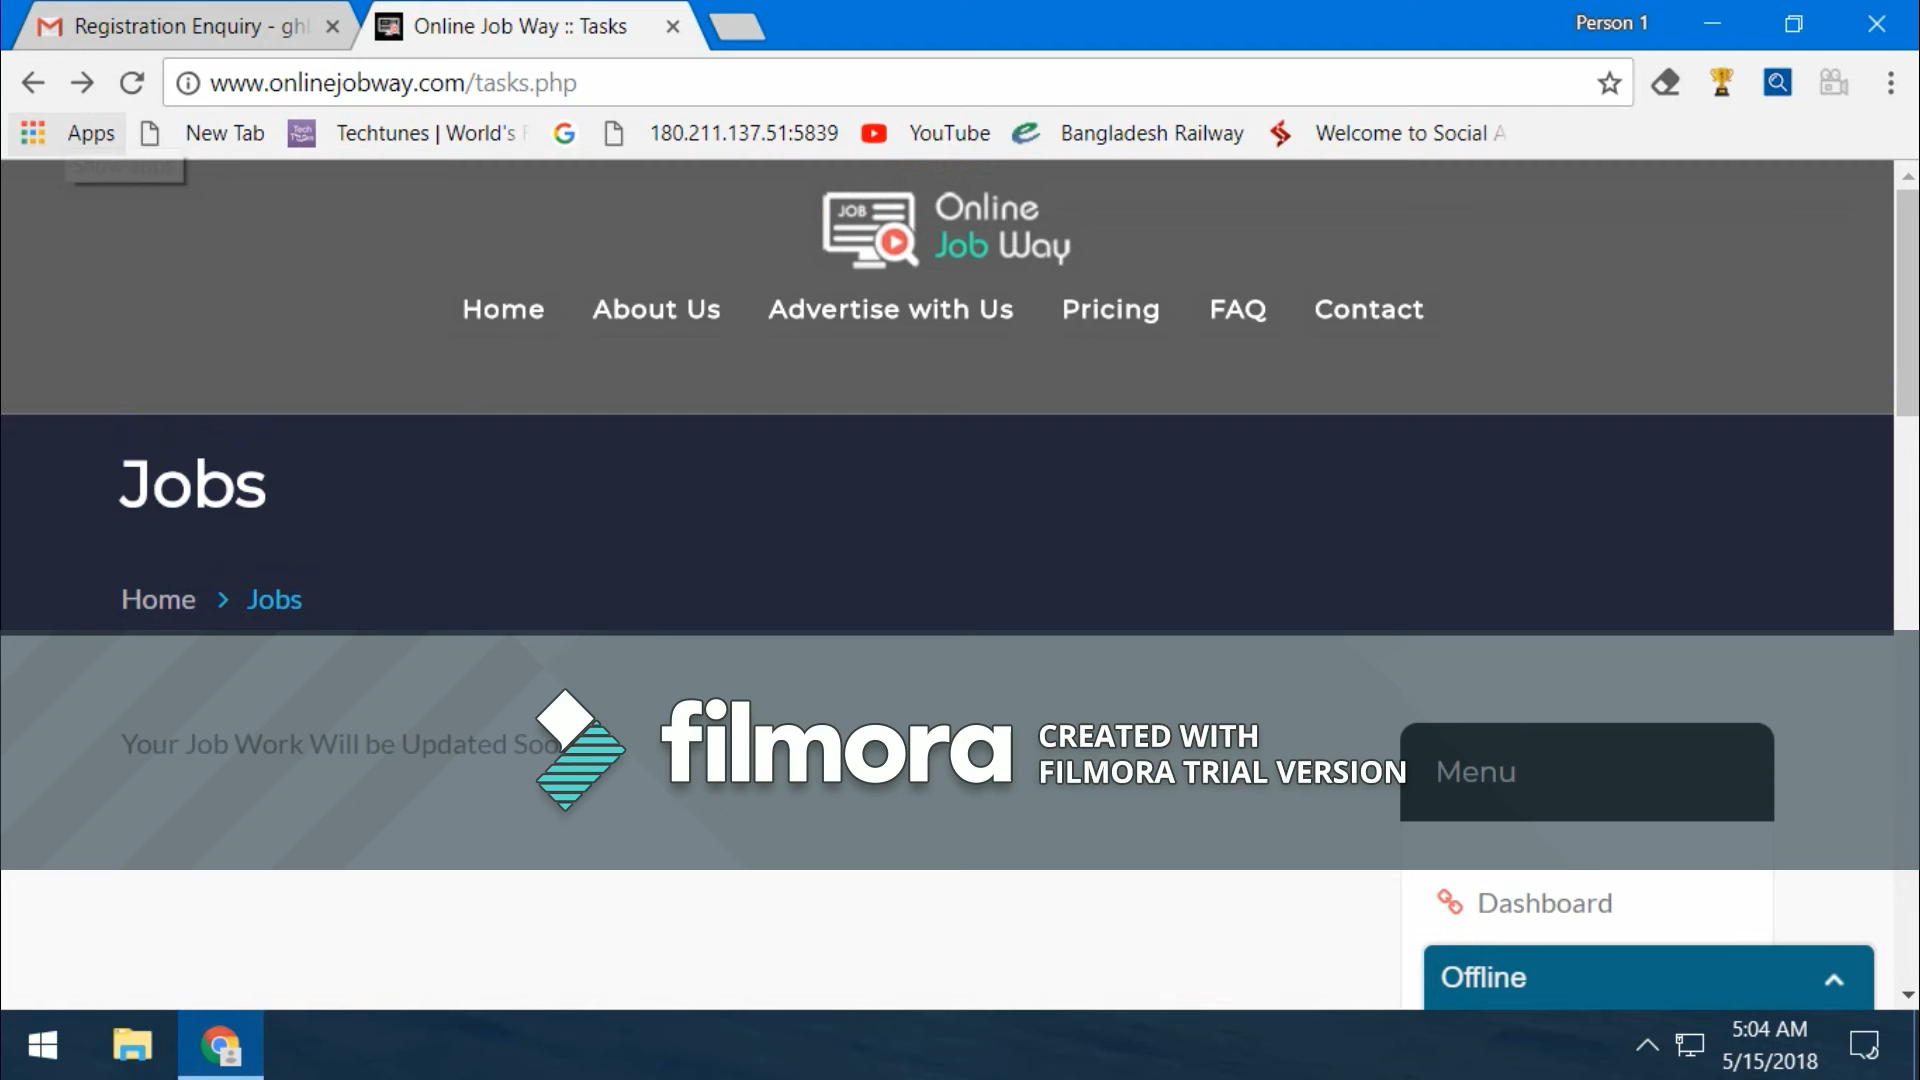 Registration Enquiry - gh
Online Job Way :: Tasks
Person 1
www.onlinejobway.com/tasks.php
Apps
New Tab
Techtunes | World's
180.211.137.51:5839
YouTube
Bangladesh Railway
Welcome to Social A
Show apps
JOB
Online
Job Way
Home
About Us
Advertise with Us
Pricing
FAQ
Contact
Jobs
Home > Jobs
Your Job Work Will be Updated Soo
filmora
CREATED WITH
FILMORA TRIAL VERSION
Menu
Dashboard
Offline
5:04 AM
5/15/2018